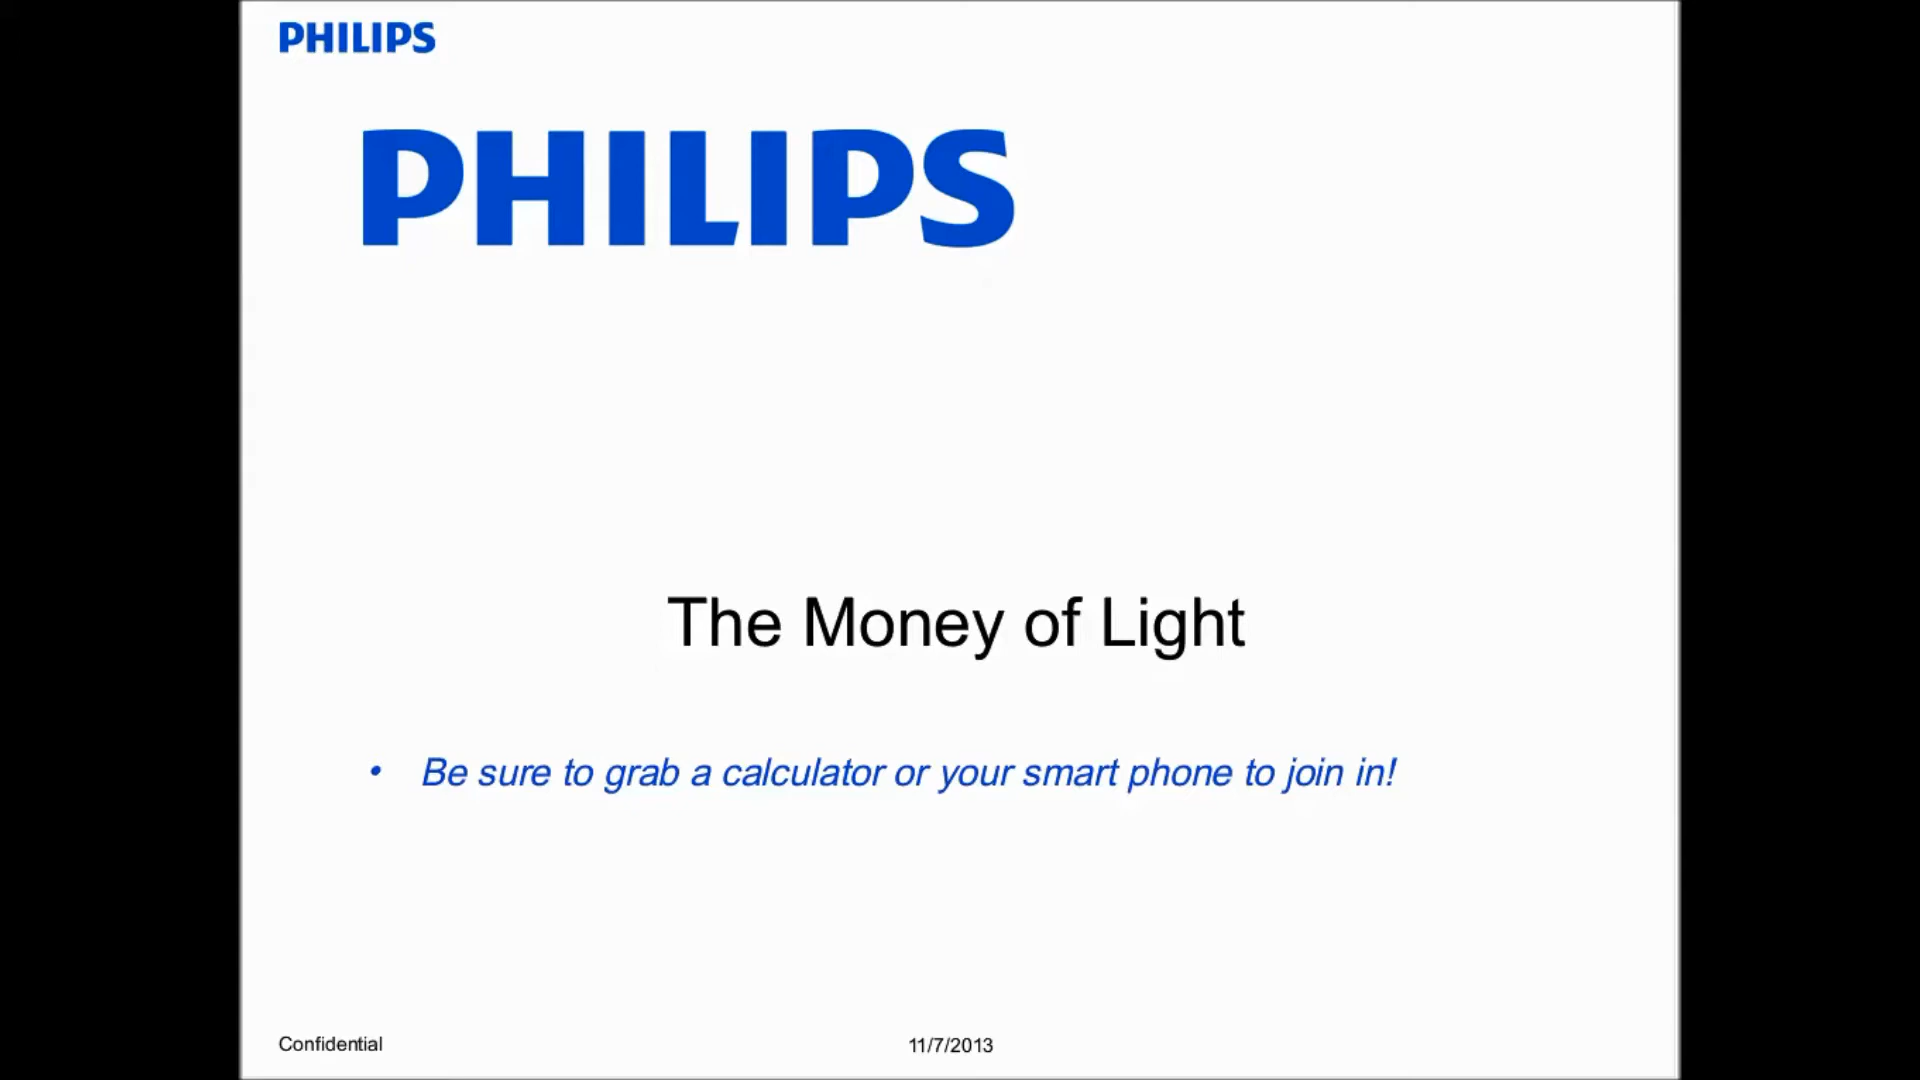 PHILIPS
PHILIPS
The Money of Light
• Be sure to grab a calculator or your smart phone to join in!
Confidential
11/7/2013